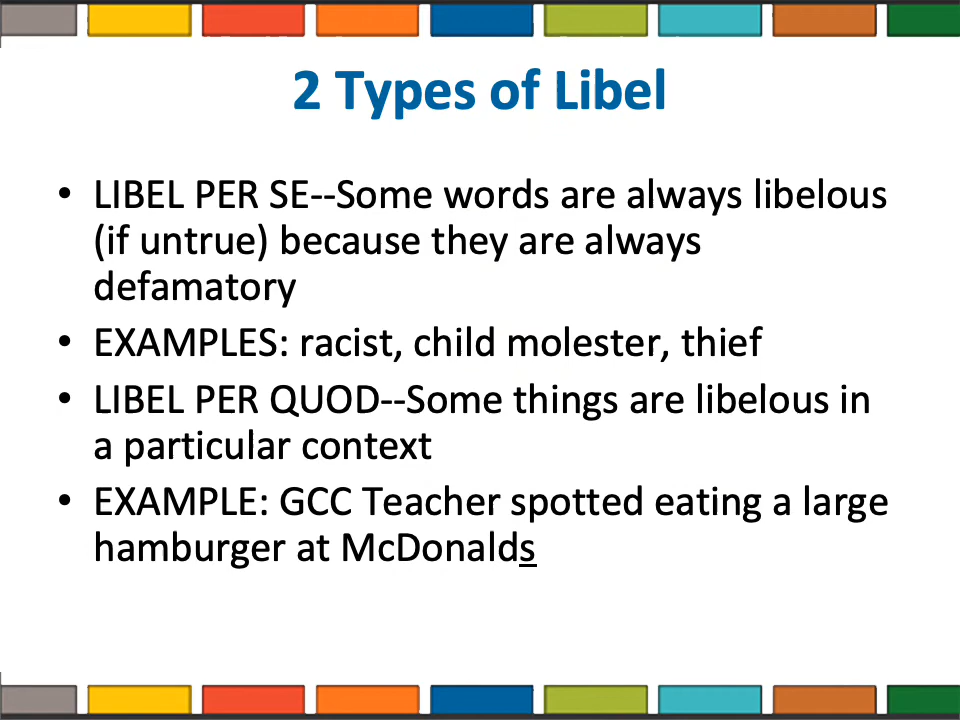 2 Types of Libel
• LIBEL PER SE--Some words are always libelous
(if untrue) because they are always
defamatory
• EXAMPLES: racist, child molester, thief
• LIBEL PER QUOD--Some things are libelous in
a particular context
• EXAMPLE: GCC Teacher spotted eating a large
hamburger at McDonalds